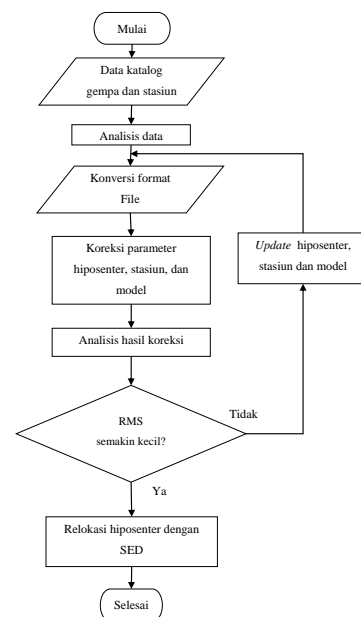 Mulai
Data katalog
gempa dan stasiun
Analisis data
Konversi format
File
Koreksi parameter
hiposenter, stasiun, dan
model
Update hiposenter,
stasiun dan model
Analisis hasil koreksi
RMS
semakin kecil?
Tidak
Ya
Relokasi hiposenter dengan
SED
Selesai